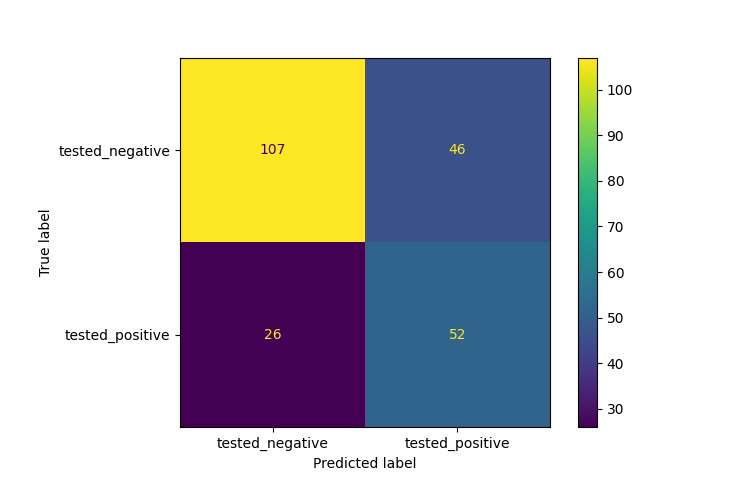 tested_negative
tested_positive
True label
107
46
26
52
tested_negative
tested_positive
Predicted label
100
90
80
70
60
50
40
30